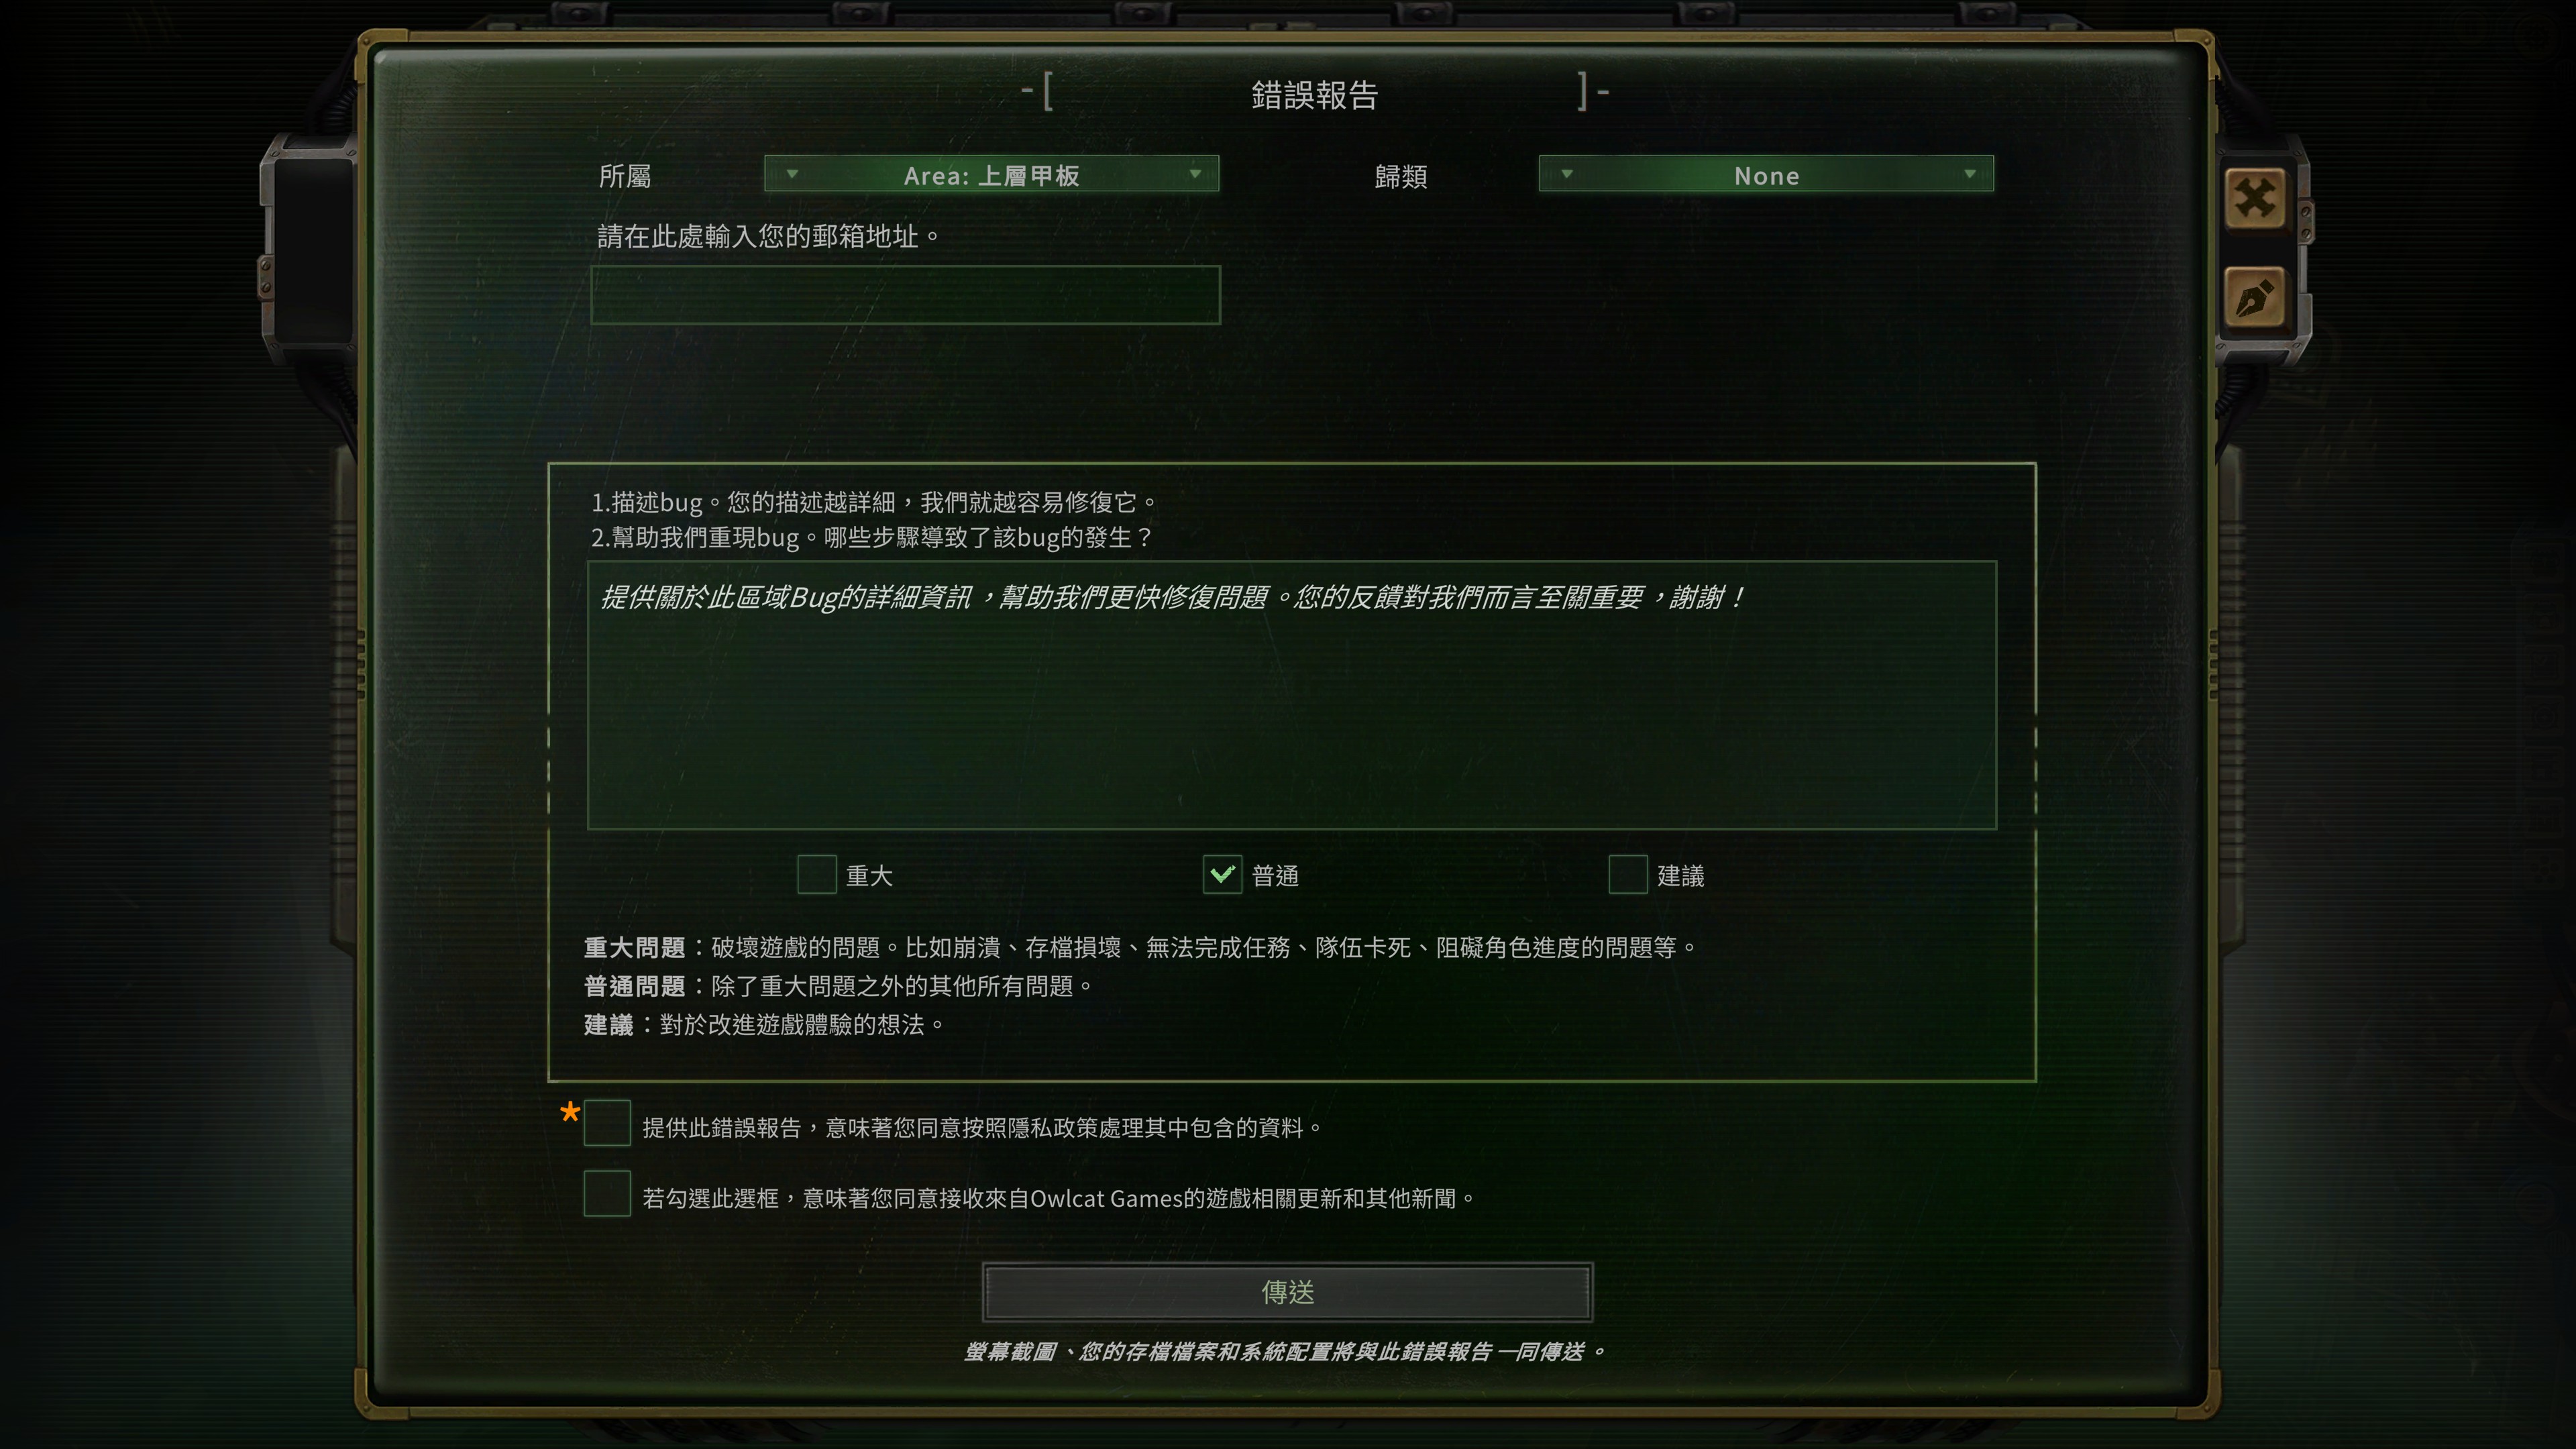 -[ 錯誤報告 ]-
所屬 Area: 上層甲板 歸類 None
請在此處輸入您的郵箱地址。
1.描述bug。您的描述越詳細，我們就越容易修復它。
2.幫助我們重現bug。哪些步驟導致了該bug的發生？
提供關於此區域Bug的詳細資訊，幫助我們更快修復問題。您的反饋對我們而言至關重要，謝謝！
重大 普通 建議
重大問題：破壞遊戲的問題。比如崩潰、存檔損壞、無法完成任務、隊伍卡死、阻礙角色進度的問題等。
普通問題：除了重大問題之外的其他所有問題。
建議：對於改進遊戲體驗的想法。
* 提供此錯誤報告，意味著您同意按照隱私政策處理其中包含的資料。
若勾選此選框，意味著您同意接收來自Owlcat Games的遊戲相關更新和其他新聞。
傳送
螢幕截圖、您的存檔檔案和系統配置將與此錯誤報告一同傳送。